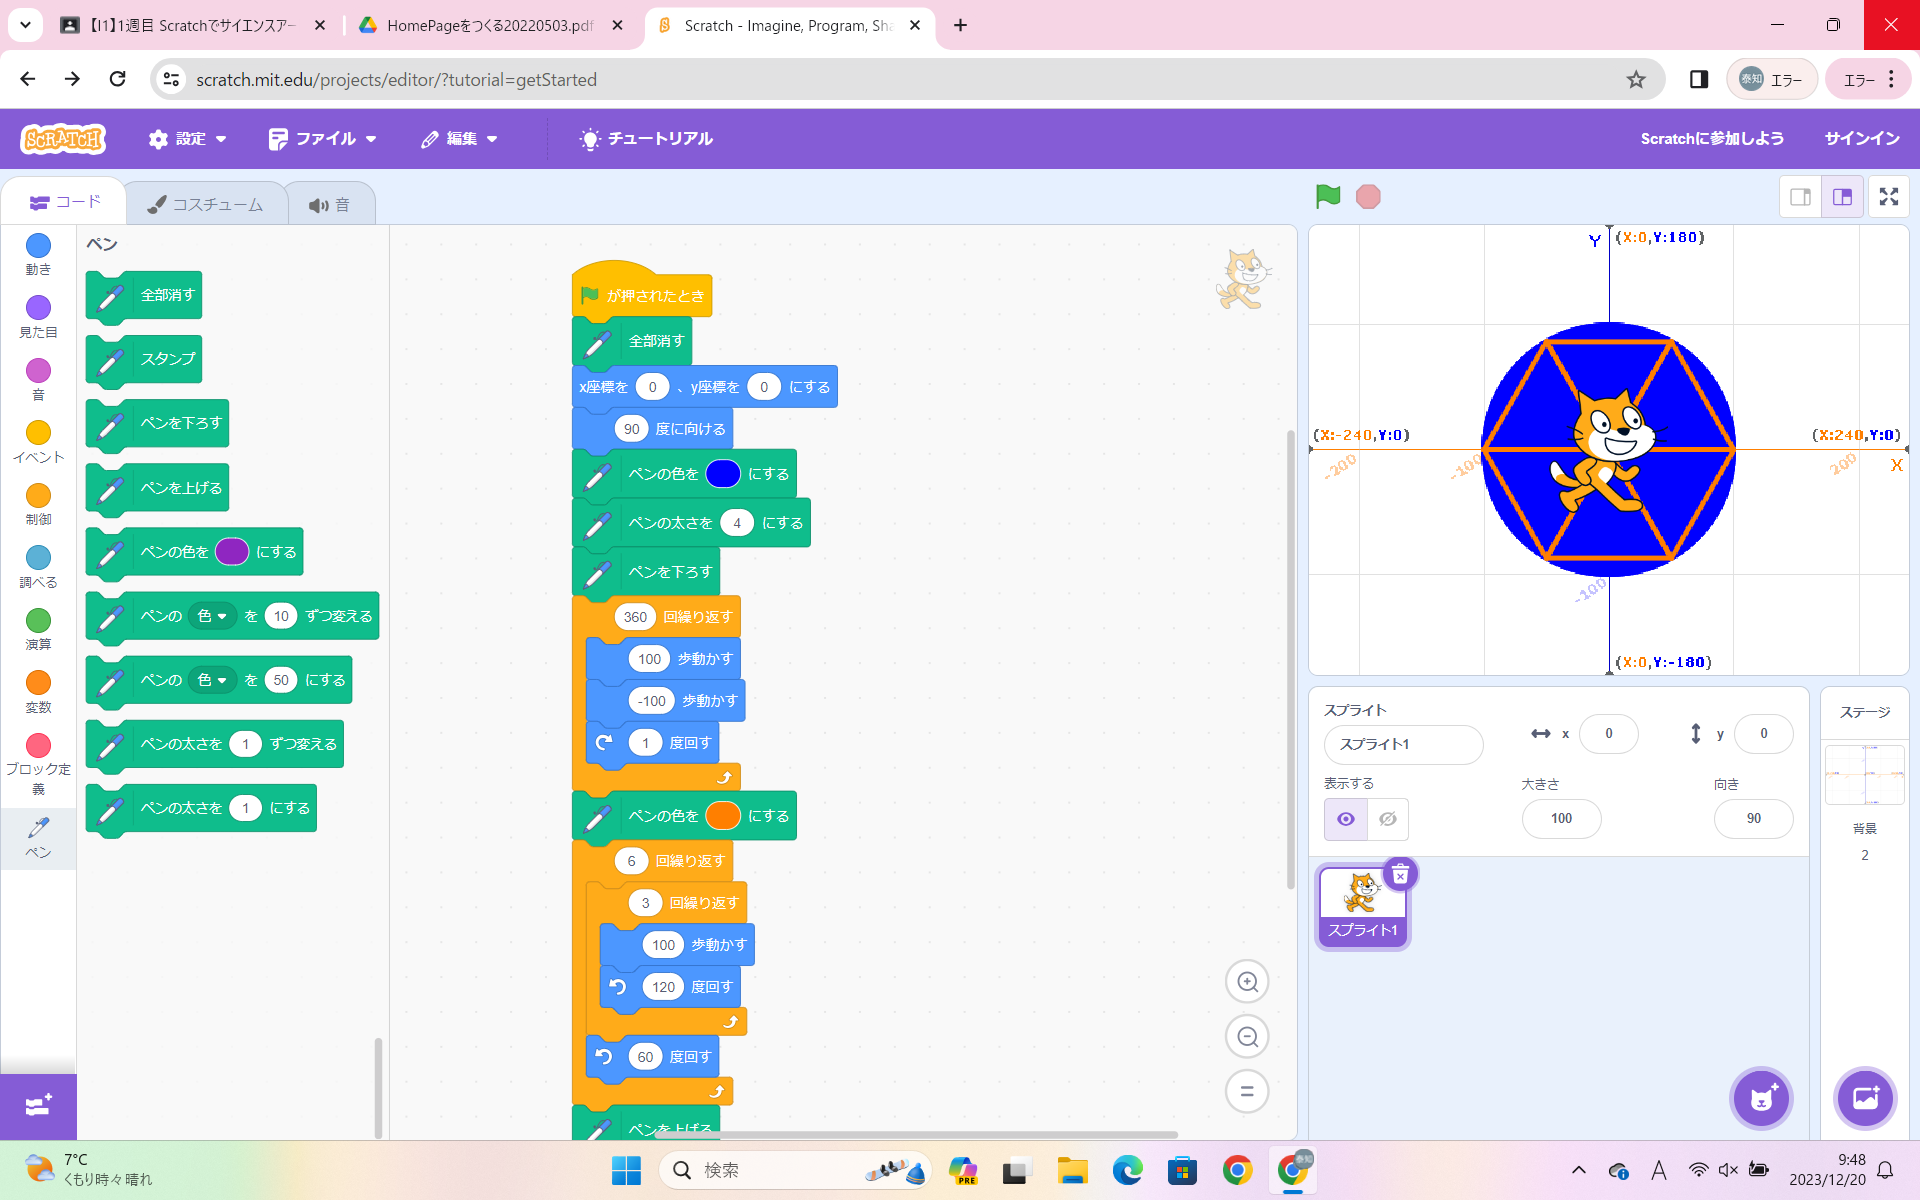 【I1】1週目 Scratchでサイエンスアー
HomePageをつくる20220503.pdf
Scratch - Imagine, Program, Sha
scratch.mit.edu/projects/editor/?tutorial=getStarted
泰知 エラー
エラー
SCRATCH
設定
ファイル
編集
チュートリアル
Scratchに参加しよう
サインイン
コード
コスチューム
音
動き
見た目
音
イベント
制御
調べる
演算
変数
ブロック定義
ペン
ペン
全部消す
スタンプ
ペンを下ろす
ペンを上げる
ペンの色を にする
ペンの 色 を 10 ずつ変える
ペンの 色 を 50 にする
ペンの太さを 1 ずつ変える
ペンの太さを 1 にする
が押されたとき
全部消す
x座標を 0 、y座標を 0 にする
90 度に向ける
ペンの色を にする
ペンの太さを 4 にする
ペンを下ろす
360 回繰り返す
100 歩動かす
-100 歩動かす
1 度回す
ペンの色を にする
6 回繰り返す
3 回繰り返す
100 歩動かす
120 度回す
60 度回す
ペンを上げる
Y (X:0,Y:180)
(X:-240,Y:0)
(X:240,Y:0)
-200
-100
200
X
-100
(X:0,Y:-180)
スプライト
スプライト1
x 0
y 0
表示する
大きさ
100
向き
90
スプライト1
ステージ
背景
2
7°C
くもり時々晴れ
検索
PRE
泰知
A
9:48
2023/12/20